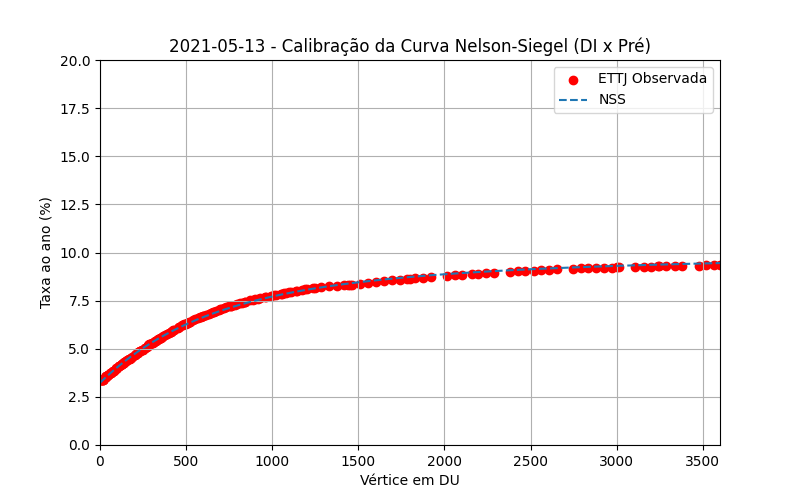 2021-05-13 - Calibração da Curva Nelson-Siegel (DI x Pré)
20.0
17.5
15.0
12.5
10.0
7.5
5.0
2.5
0.0
Taxa ao ano (%)
ETTJ Observada
NSS
0 500 1000 1500 2000 2500 3000 3500
Vértice em DU